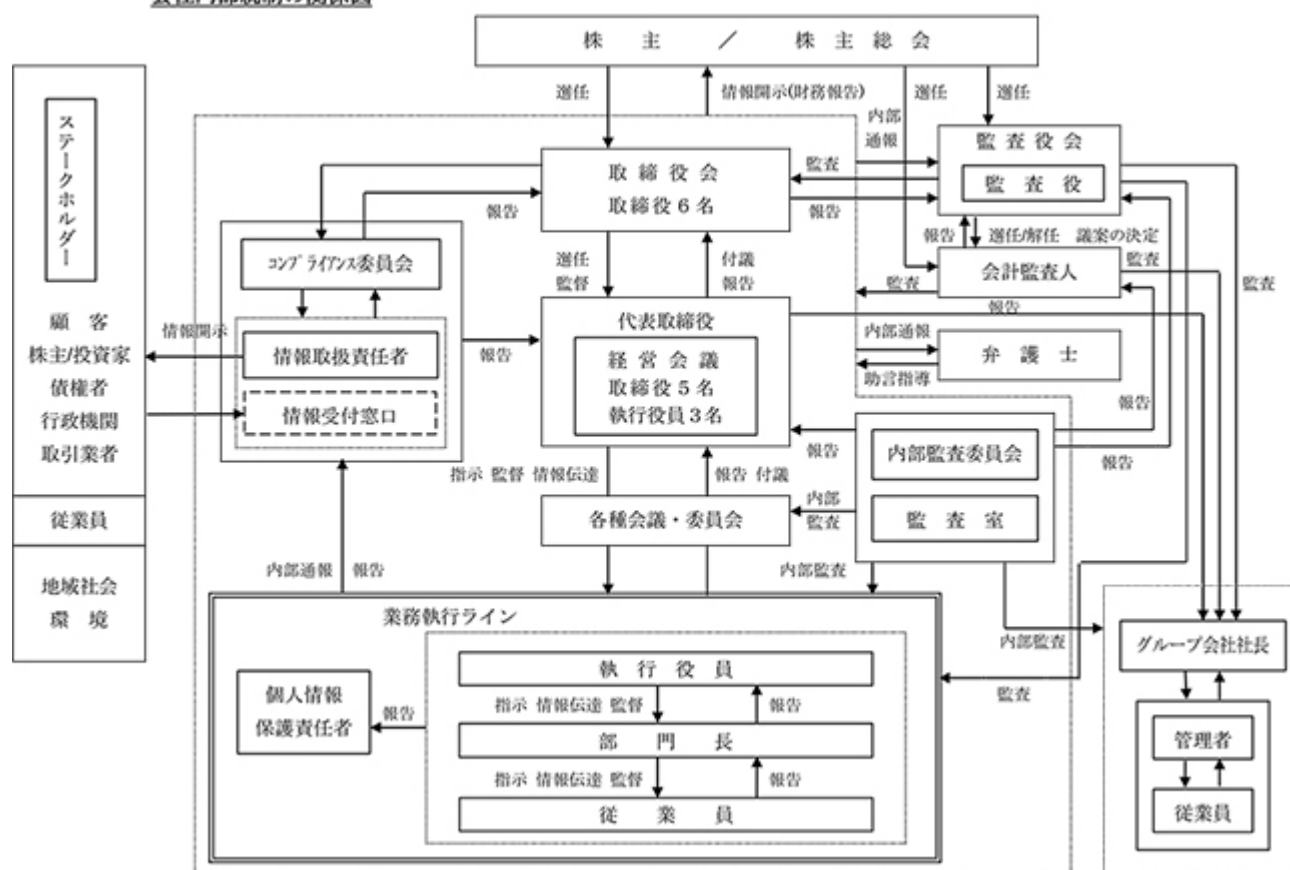 株主 / 株主総会
選任
情報開示(財務報告)
選任
選任
内部
通報
ステークホルダー
顧客
株主/投資家
債権者
行政機関
取引業者
従業員
地域社会
環境
取締役会
取締役6名
監査
報告
監査役会
監査役
報告
選任/解任 議案の決定
会計監査人
監査
監査
監査
報告
報告
コンプライアンス委員会
選任
監督
付議
報告
情報開示
情報取扱責任者
情報受付窓口
報告
代表取締役
経営会議
取締役5名
執行役員3名
内部通報
助言指導
弁護士
報告
報告
報告
内部監査委員会
監査室
指示 監督 情報伝達
報告 付議
各種会議・委員会
内部
監査
内部通報 報告
内部監査
内部監査
監査
業務執行ライン
執行役員
指示 情報伝達 監督
報告
部門長
指示 情報伝達 監督
報告
従業員
個人情報
保護責任者
報告
グループ会社社長
管理者
従業員